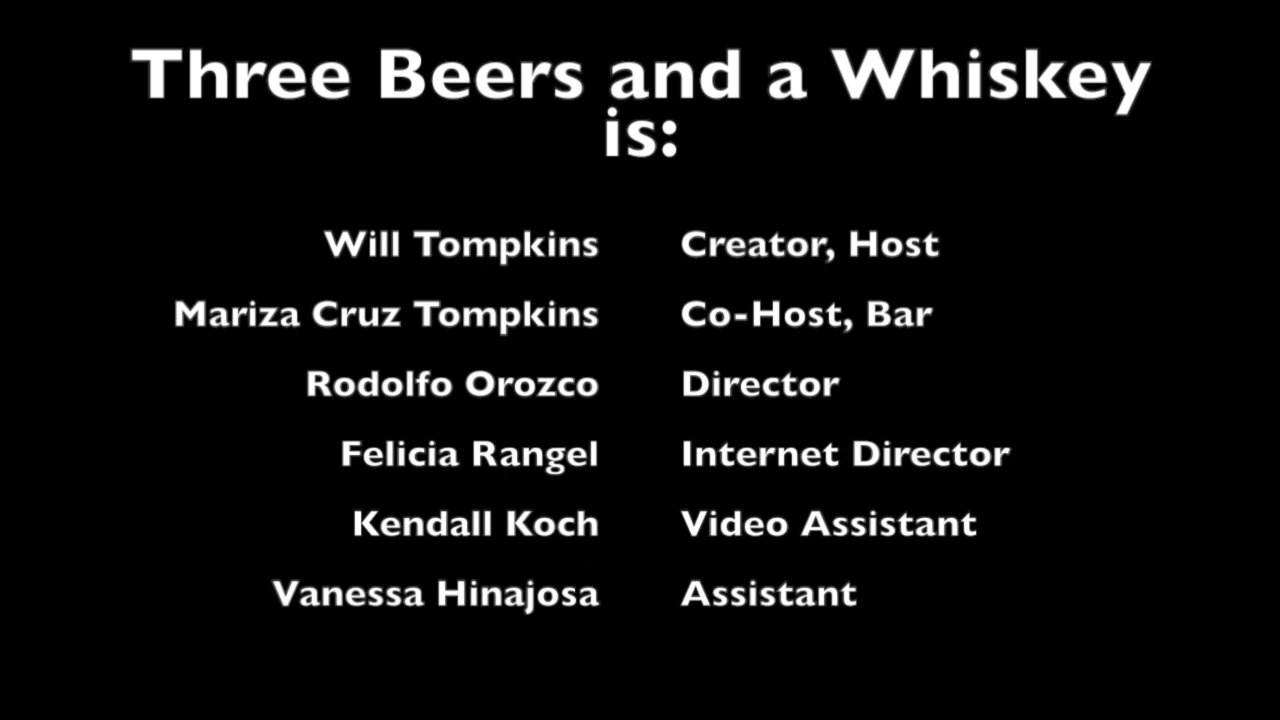 Three Beers and a Whiskey
is:
Will Tompkins Creator, Host
Mariza Cruz Tompkins Co-Host, Bar
Rodolfo Orozco Director
Felicia Rangel Internet Director
Kendall Koch Video Assistant
Vanessa Hinajosa Assistant